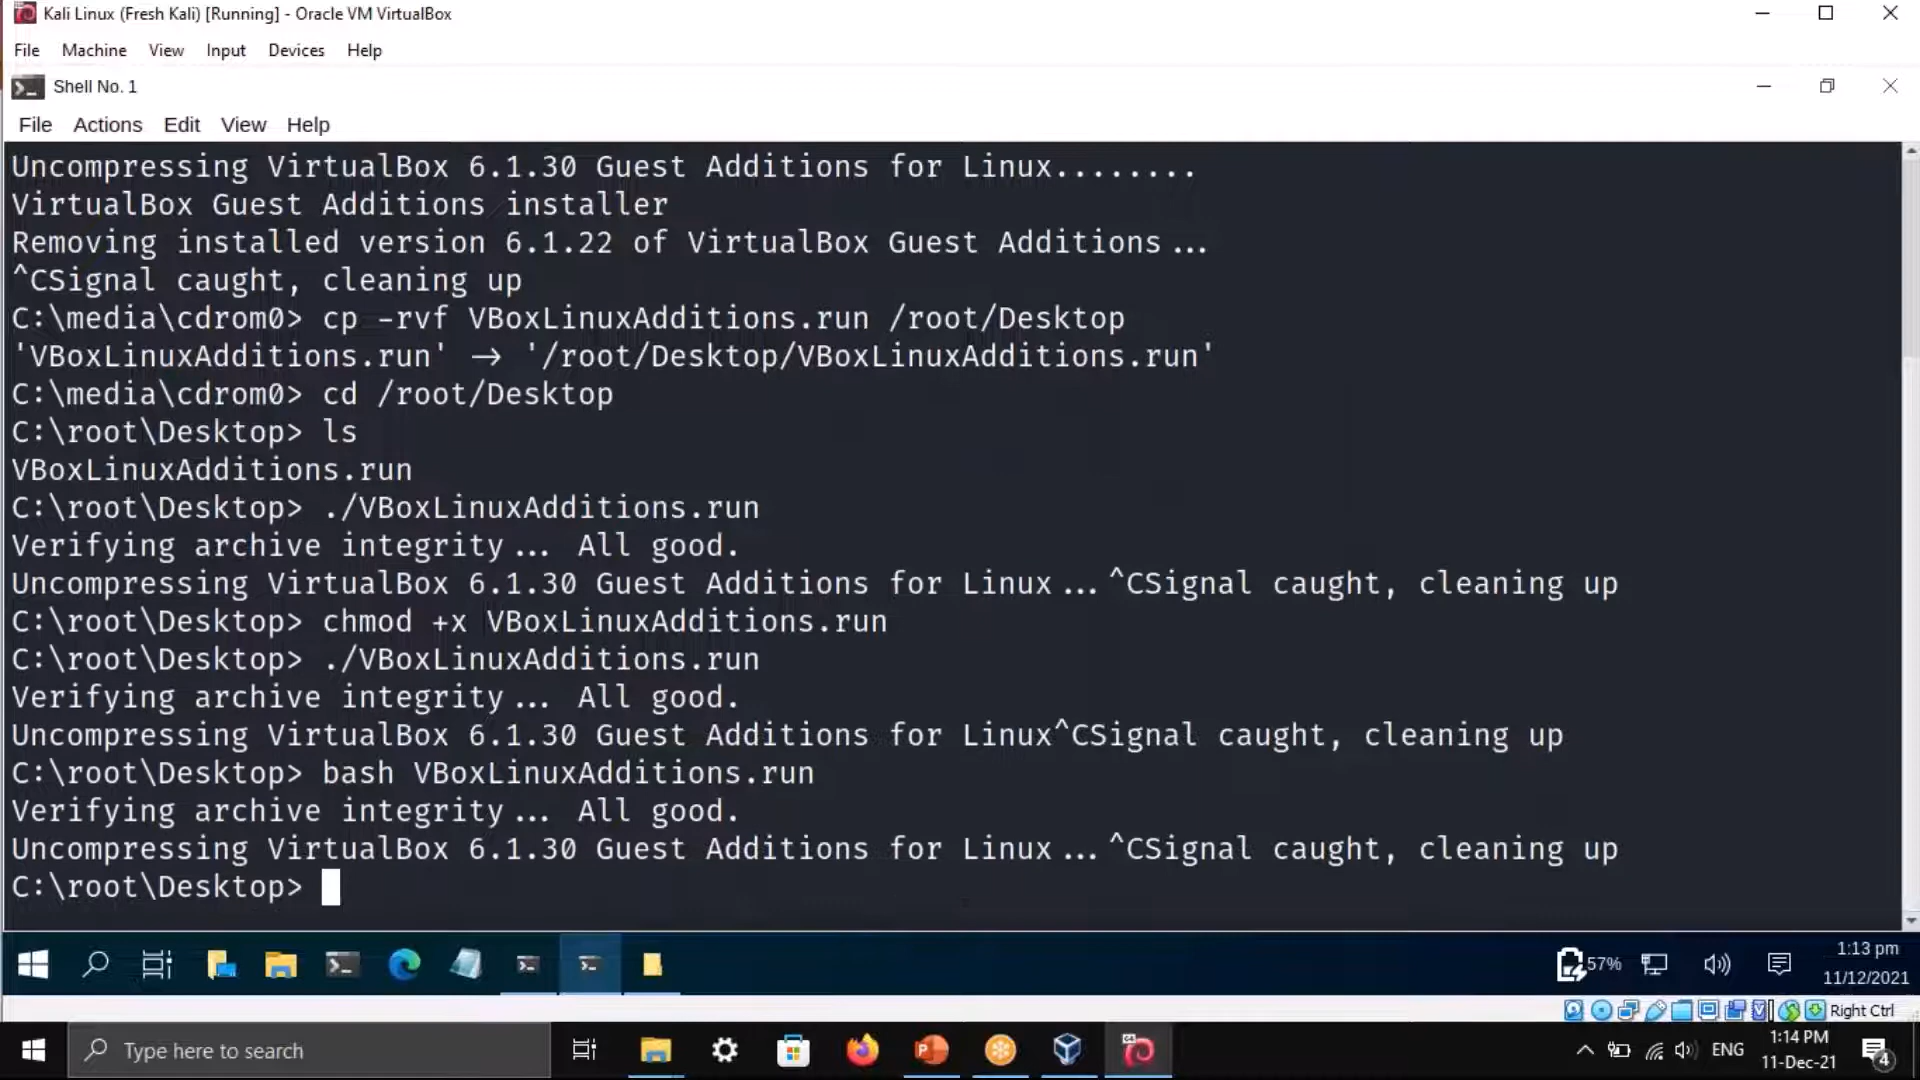 Kali Linux (Fresh Kali) [Running] - Oracle VM VirtualBox
File Machine View Input Devices Help
Shell No. 1
File Actions Edit View Help
Uncompressing VirtualBox 6.1.30 Guest Additions for Linux........
VirtualBox Guest Additions installer
Removing installed version 6.1.22 of VirtualBox Guest Additions...
^CSignal caught, cleaning up
C:\media\cdrom0> cp -rvf VBoxLinuxAdditions.run /root/Desktop
'VBoxLinuxAdditions.run' -> '/root/Desktop/VBoxLinuxAdditions.run'
C:\media\cdrom0> cd /root/Desktop
C:\root\Desktop> ls
VBoxLinuxAdditions.run
C:\root\Desktop> ./VBoxLinuxAdditions.run
Verifying archive integrity... All good.
Uncompressing VirtualBox 6.1.30 Guest Additions for Linux...^CSignal caught, cleaning up
C:\root\Desktop> chmod +x VBoxLinuxAdditions.run
C:\root\Desktop> ./VBoxLinuxAdditions.run
Verifying archive integrity... All good.
Uncompressing VirtualBox 6.1.30 Guest Additions for Linux^CSignal caught, cleaning up
C:\root\Desktop> bash VBoxLinuxAdditions.run
Verifying archive integrity... All good.
Uncompressing VirtualBox 6.1.30 Guest Additions for Linux...^CSignal caught, cleaning up
C:\root\Desktop>
57%
1:13 pm
11/12/2021
Right Ctrl
Type here to search
ENG
1:14 PM
11-Dec-21
4